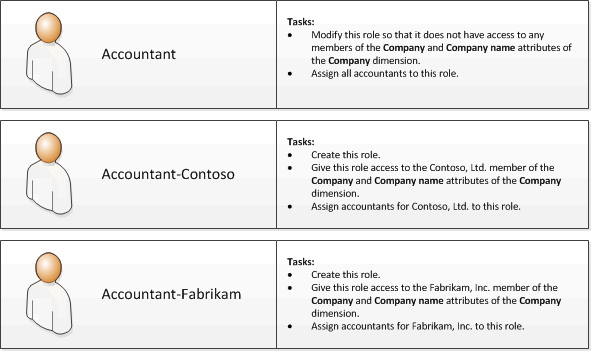 Accountant
Tasks:
• Modify this role so that it does not have access to any
members of the Company and Company name attributes of
the Company dimension.
• Assign all accountants to this role.
Accountant-Contoso
Tasks:
• Create this role.
• Give this role access to the Contoso, Ltd. member of the
Company and Company name attributes of the Company
dimension.
• Assign accountants for Contoso, Ltd. to this role.
Accountant-Fabrikam
Tasks:
• Create this role.
• Give this role access to the Fabrikam, Inc. member of the
Company and Company name attributes of the Company
dimension.
• Assign accountants for Fabrikam, Inc. to this role.